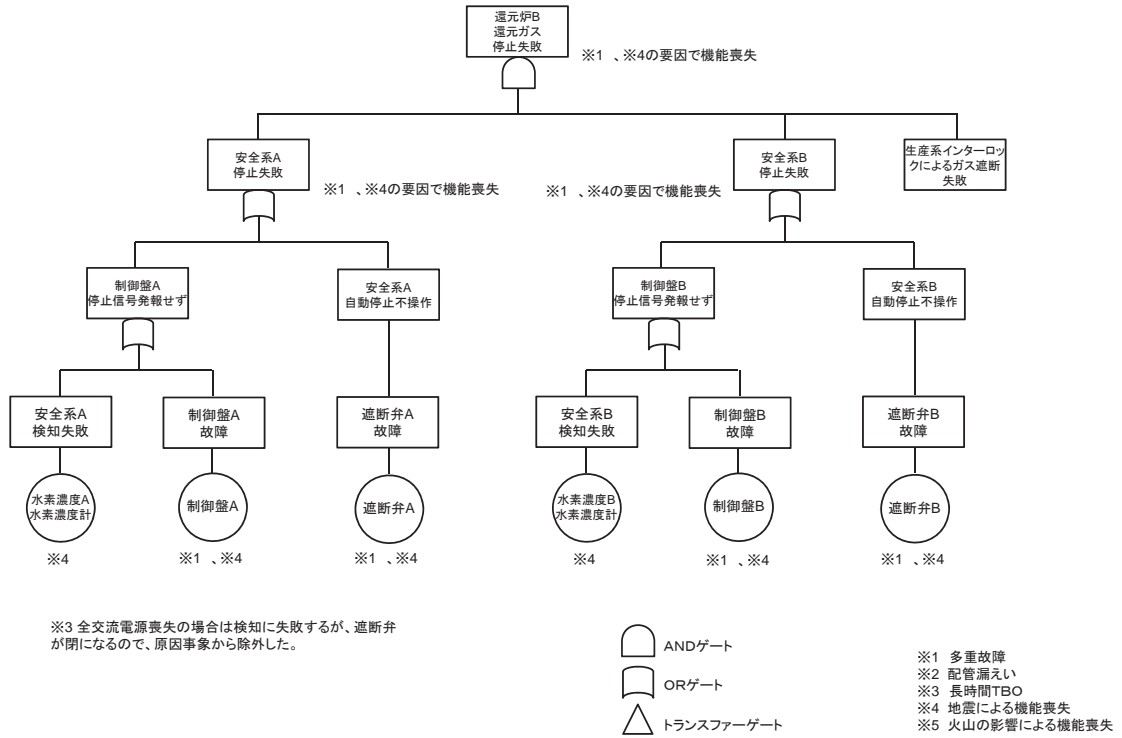 還元炉B
還元ガス
停止失敗
※1 、※4の要因で機能喪失
安全系A
停止失敗
※1 、※4の要因で機能喪失
安全系B
停止失敗
※1 、※4の要因で機能喪失
生産系インターロッ
クによるガス遮断
失敗
制御盤A
停止信号発報せず
安全系A
自動停止不操作
制御盤B
停止信号発報せず
安全系B
自動停止不操作
安全系A
検知失敗
制御盤A
故障
遮断弁A
故障
安全系B
検知失敗
制御盤B
故障
遮断弁B
故障
水素濃度A
水素濃度計
制御盤A
遮断弁A
水素濃度B
水素濃度計
制御盤B
遮断弁B
※4
※1 、※4
※1 、※4
※4
※1 、※4
※1 、※4
※3 全交流電源喪失の場合は検知に失敗するが、遮断弁
が閉になるので、原因事象から除外した。
ANDゲート
ORゲート
トランスファーゲート
※1 多重故障
※2 配管漏えい
※3 長時間TBO
※4 地震による機能喪失
※5 火山の影響による機能喪失